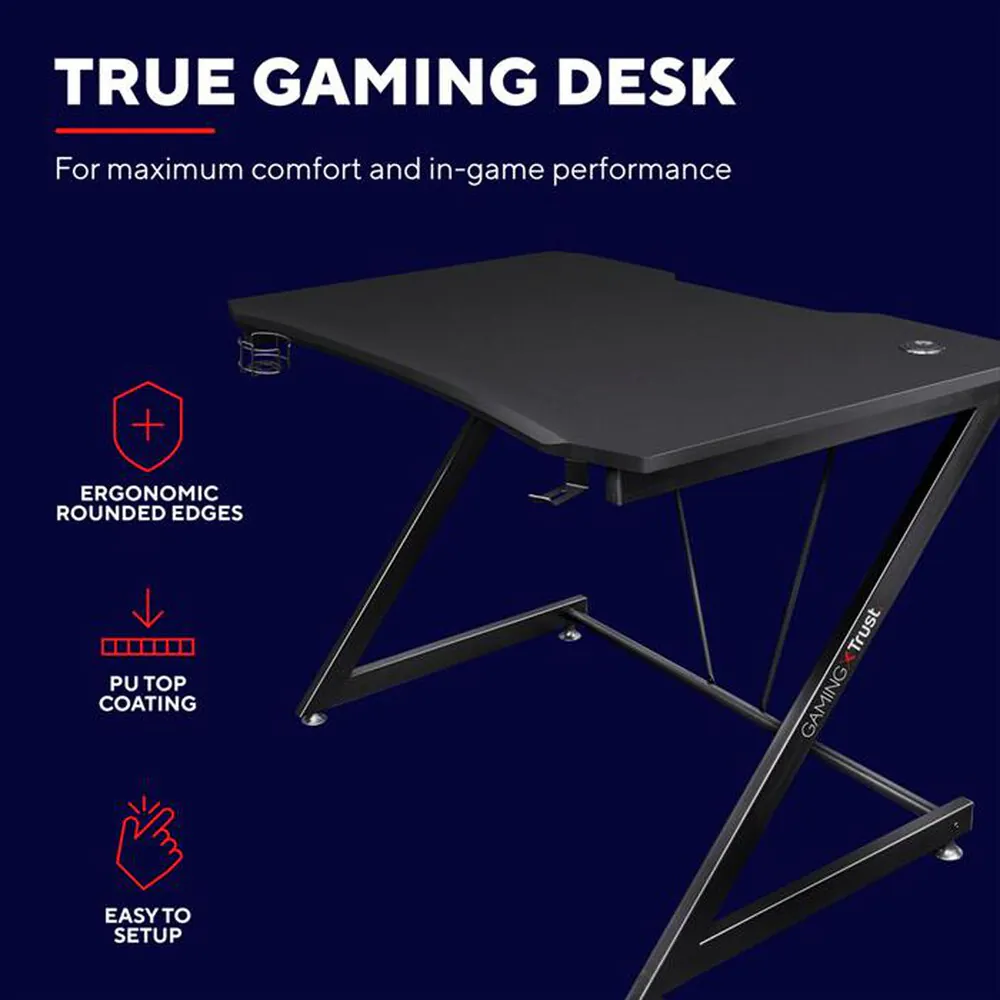 TRUE GAMING DESK
For maximum comfort and in-game performance
ERGONOMIC
ROUNDED EDGES
PU TOP
COATING
EASY TO
SETUP
GAMING X Trust